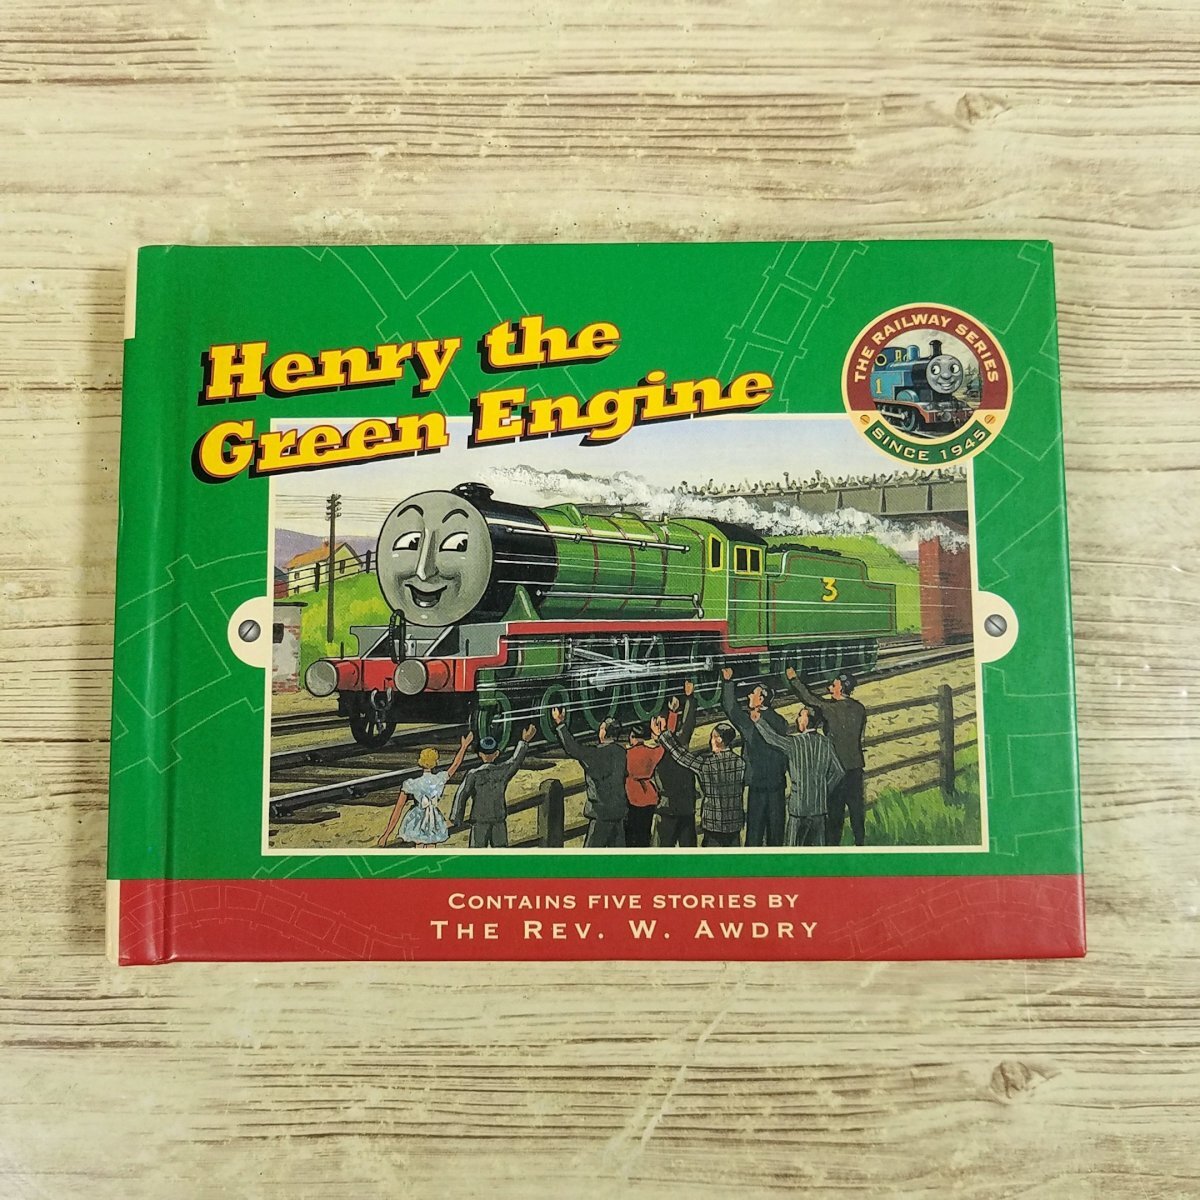 Henry the
Green Engine
THE RAILWAY SERIES
1
SINCE 1945
3
CONTAINS FIVE STORIES BY
THE REV. W. AWDRY